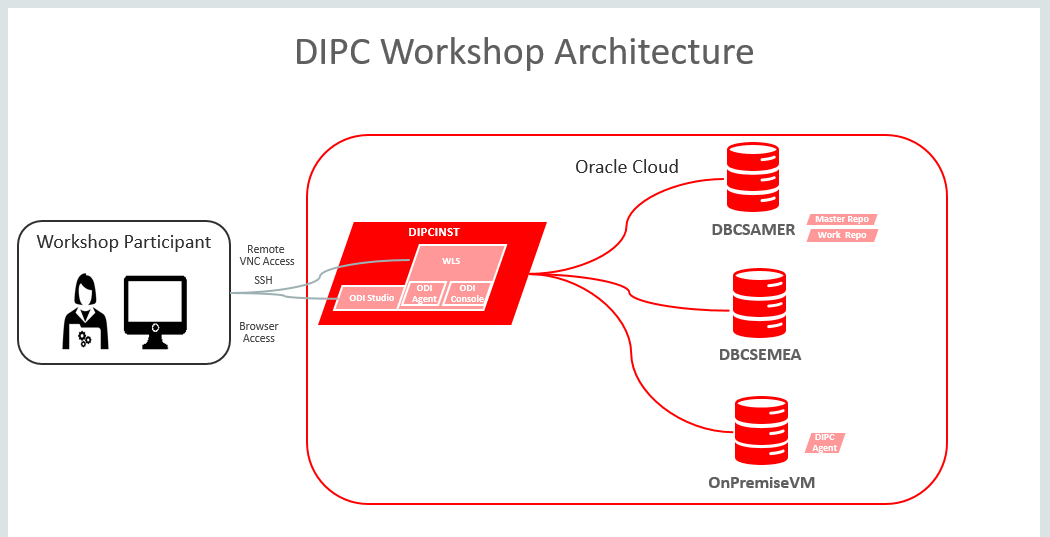 DIPC Workshop Architecture
Oracle Cloud
Workshop Participant
Remote
VNC Access
SSH
Browser
Access
DIPCINST
WLS
ODI Studio
ODI
Agent
ODI
Console
DBCSAMER
Master Repo
Work Repo
DBCSEMEA
DIPC
Agent
OnPremiseVM